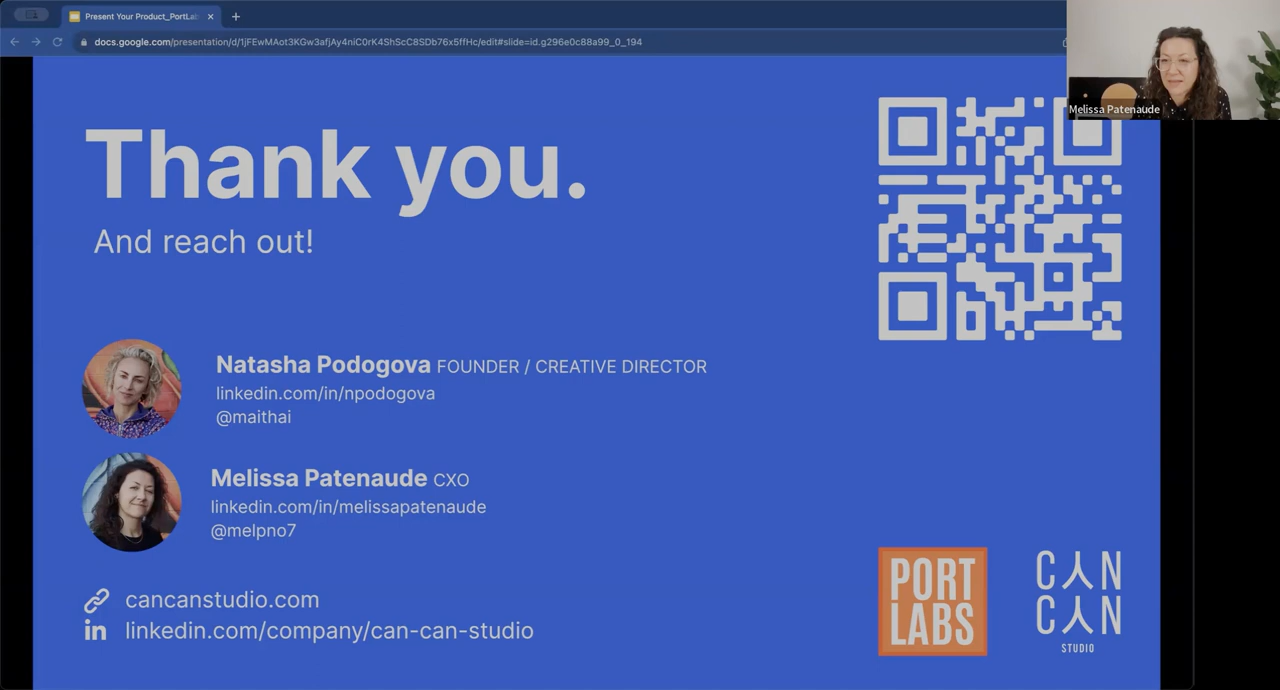 Present Your Product_PortLab
docs.google.com/presentation/d/1jFEwMAot3KGw3afjAy4niC0rK4ShScC8SDb76x5ffHc/edit#slide=id.g296e0c88a99_0_194
Melissa Patenaude
Thank you.
And reach out!
Natasha Podogova FOUNDER / CREATIVE DIRECTOR
linkedin.com/in/npodogova
@maithai
Melissa Patenaude CXO
linkedin.com/in/melissapatenaude
@melpno7
cancanstudio.com
in linkedin.com/company/can-can-studio
PORT
LABS
CAN
CAN
STUDIO